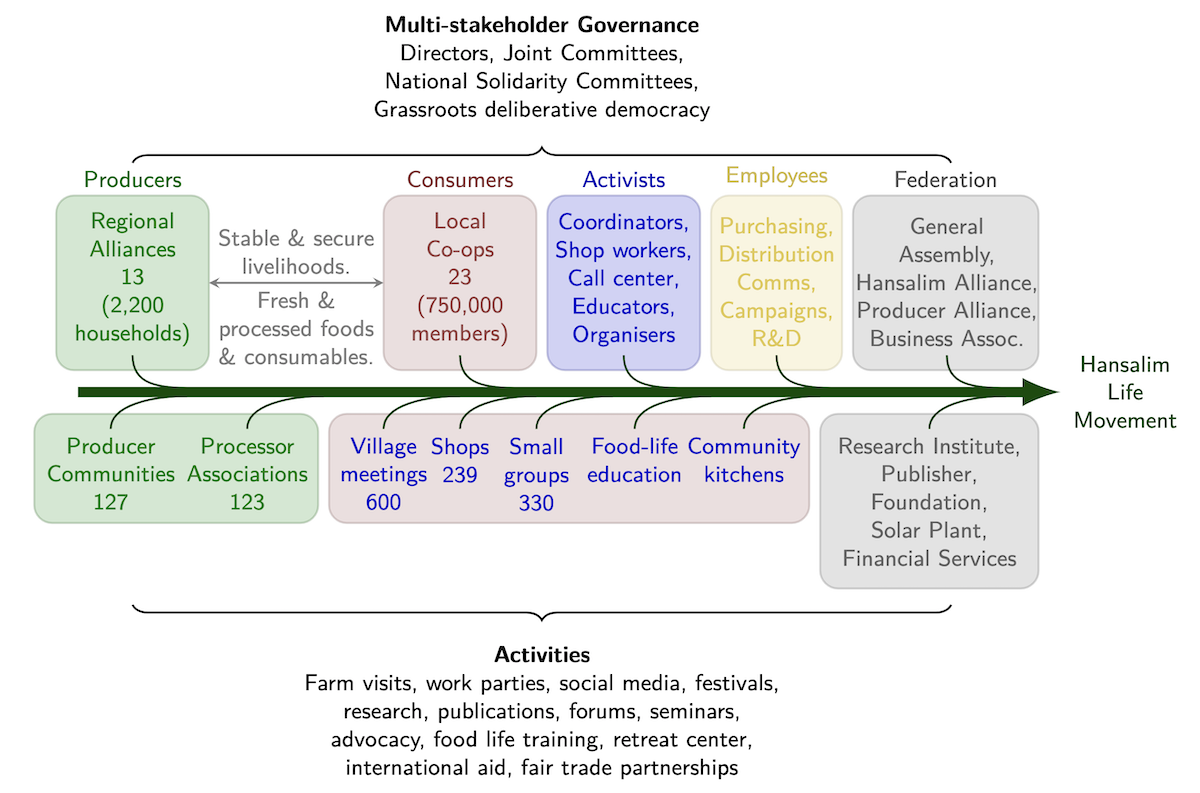 Multi-stakeholder Governance
Directors, Joint Committees,
National Solidarity Committees,
Grassroots deliberative democracy
Producers
Regional
Alliances
13
(2,200
households)
Stable & secure
livelihoods.
Fresh &
processed foods
& consumables.
Consumers
Local
Co-ops
23
(750,000
members)
Activists
Coordinators,
Shop workers,
Call center,
Educators,
Organisers
Employees
Purchasing,
Distribution
Comms,
Campaigns,
R&D
Federation
General
Assembly,
Hansalim Alliance,
Producer Alliance,
Business Assoc.
Hansalim
Life
Movement
Producer
Communities
127
Processor
Associations
123
Village
meetings
600
Shops
239
Small
groups
330
Food-life
education
Community
kitchens
Research Institute,
Publisher,
Foundation,
Solar Plant,
Financial Services
Activities
Farm visits, work parties, social media, festivals,
research, publications, forums, seminars,
advocacy, food life training, retreat center,
international aid, fair trade partnerships